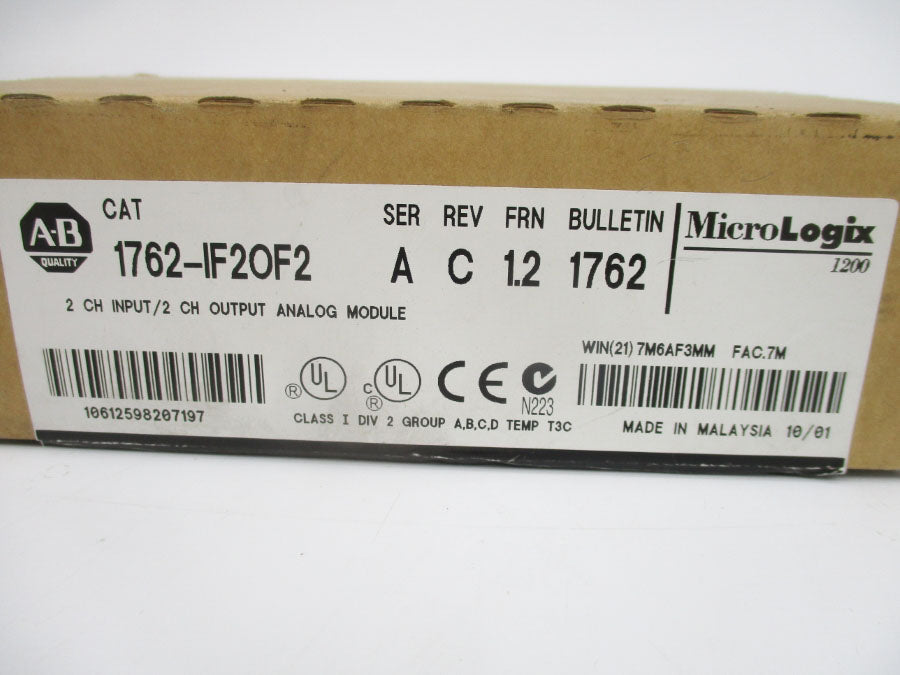 A-B
QUALITY
CAT
1762-IF2OF2
SER REV FRN BULLETIN
A C 1.2 1762
MicroLogix
1200
2 CH INPUT/2 CH OUTPUT ANALOG MODULE
WIN(21) 7M6AF3MM FAC.7M
10612598207197
® UL
C UL ®
CE
N223
CLASS I DIV 2 GROUP A,B,C,D TEMP T3C
MADE IN MALAYSIA 10/01